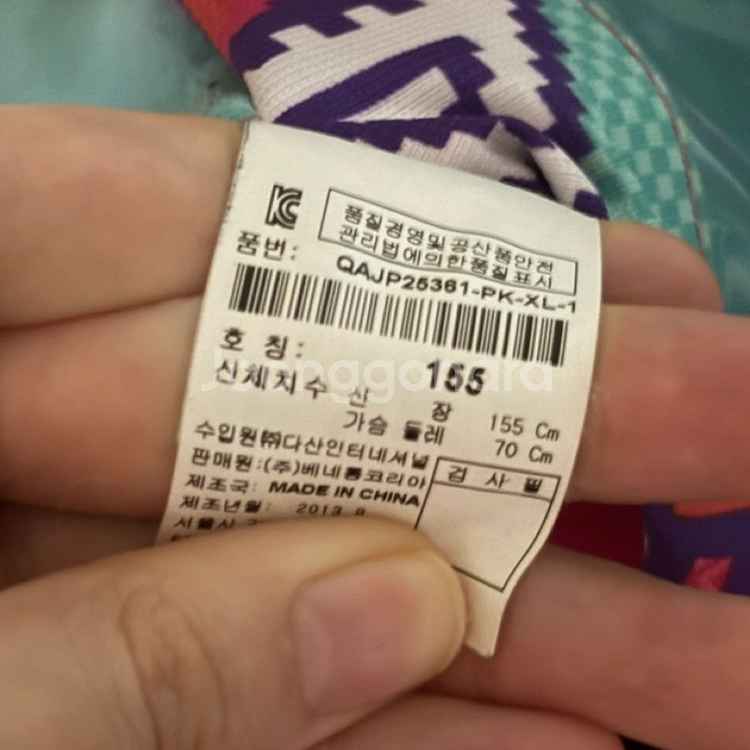 KC
품질경영및공산품안전
관리법에의한품질표시
품번: QAJP25361-PK-XL-1
호칭: 155
신체치수 신 장 155 Cm
가슴 둘레 70 Cm
수입원:㈜다산인터내셔널
판매원:(주)베네통코리아
제조국: MADE IN CHINA
제조년월: 2013.8
검사필
Joonggonara